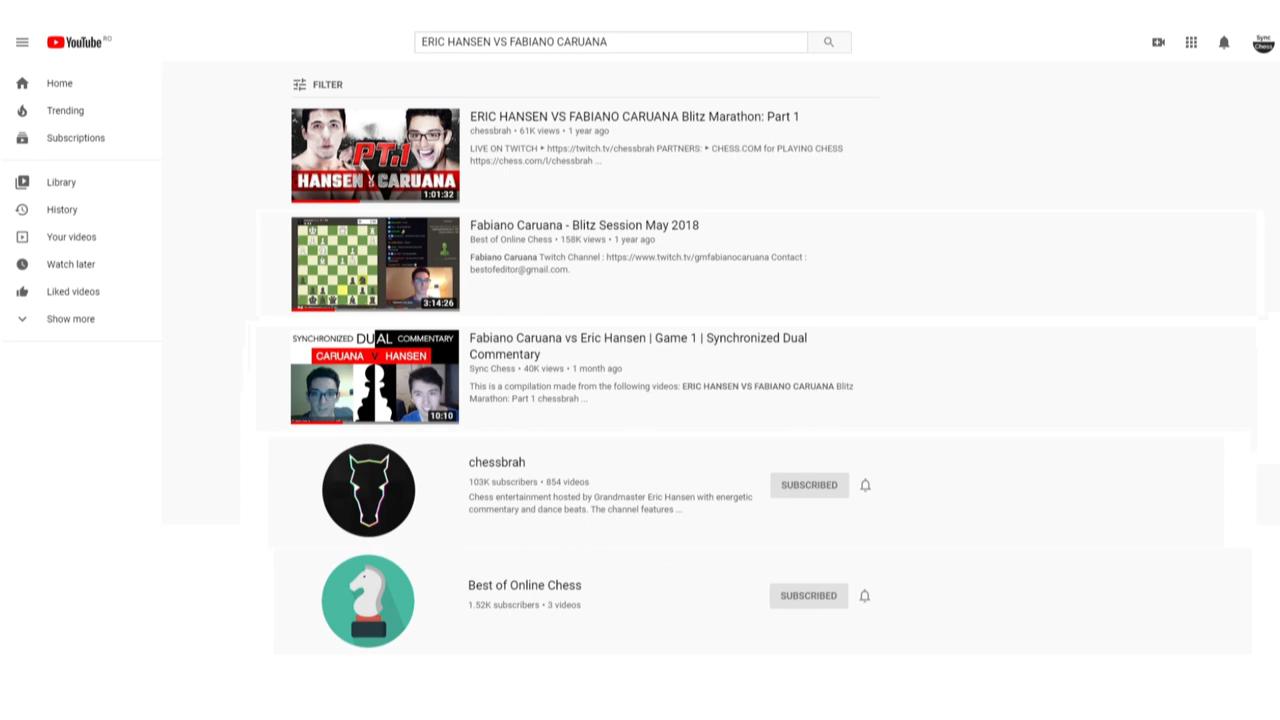 YouTube RO
ERIC HANSEN VS FABIANO CARUANA
Sync
Chess
Home
Trending
Subscriptions
Library
History
Your videos
Watch later
Liked videos
Show more
FILTER
PT.1
HANSEN VS CARUANA
1:01:32
ERIC HANSEN VS FABIANO CARUANA Blitz Marathon: Part 1
chessbrah • 61K views • 1 year ago
LIVE ON TWITCH ‣ https://twitch.tv/chessbrah PARTNERS: ‣ CHESS.COM for PLAYING CHESS
https://chess.com/l/chessbrah ...
3:14:26
Fabiano Caruana - Blitz Session May 2018
Best of Online Chess • 158K views • 1 year ago
Fabiano Caruana Twitch Channel : https://www.twitch.tv/gmfabianocaruana Contact :
bestofeditor@gmail.com.
SYNCHRONIZED DUAL COMMENTARY
CARUANA V HANSEN
10:10
Fabiano Caruana vs Eric Hansen | Game 1 | Synchronized Dual
Commentary
Sync Chess • 40K views • 1 month ago
This is a compilation made from the following videos: ERIC HANSEN VS FABIANO CARUANA Blitz
Marathon: Part 1 chessbrah ...
chessbrah
103K subscribers • 854 videos
Chess entertainment hosted by Grandmaster Eric Hansen with energetic
commentary and dance beats. The channel features ...
SUBSCRIBED
Best of Online Chess
1.52K subscribers • 3 videos
SUBSCRIBED